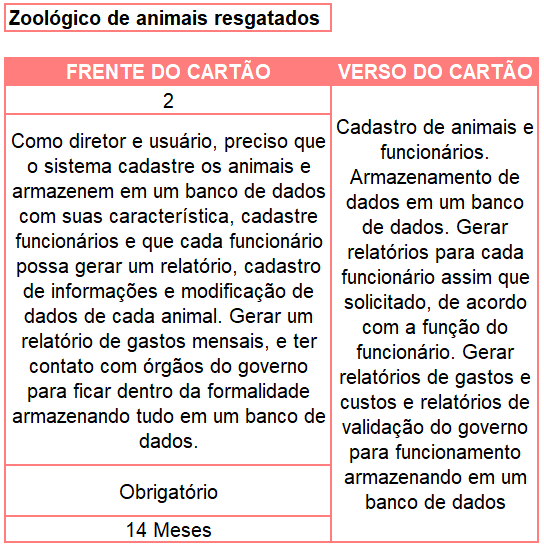 Zoológico de animais resgatados
FRENTE DO CARTÃO
2
Como diretor e usuário, preciso que
o sistema cadastre os animais e
armazenem em um banco de dados
com suas característica, cadastre
funcionários e que cada funcionário
possa gerar um relatório, cadastro
de informações e modificação de
dados de cada animal. Gerar um
relatório de gastos mensais, e ter
contato com órgãos do governo
para ficar dentro da formalidade
armazenando tudo em um banco de
dados.
Obrigatório
14 Meses
VERSO DO CARTÃO
Cadastro de animais e
funcionários.
Armazenamento de
dados em um banco
de dados. Gerar
relatórios para cada
funcionário assim que
solicitado, de acordo
com a função do
funcionário. Gerar
relatórios de gastos e
custos e relatórios de
validação do governo
para funcionamento
armazenando em um
banco de dados